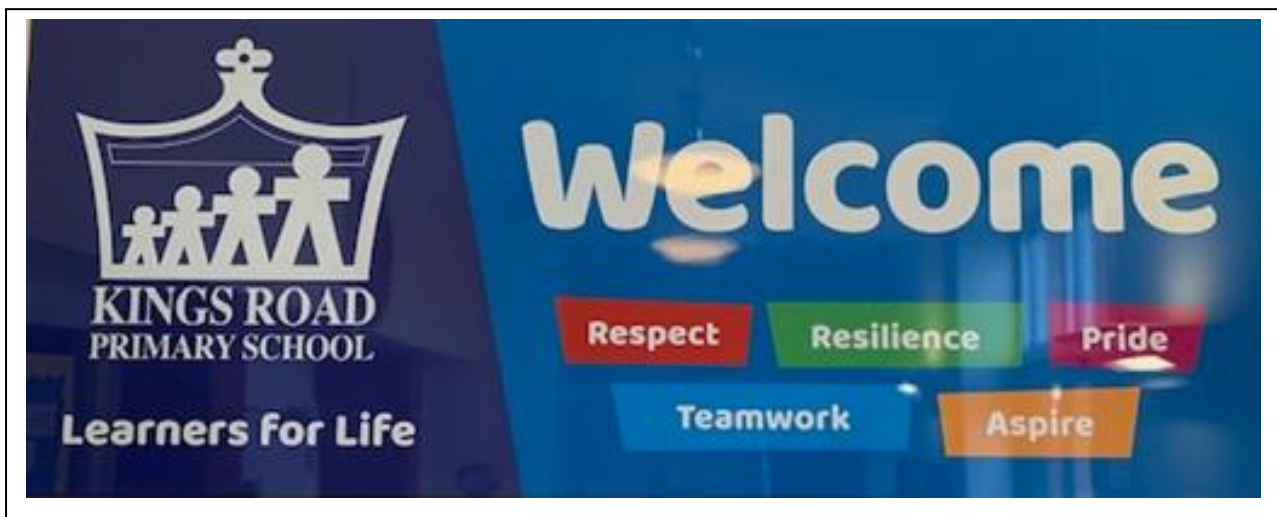 KINGS ROAD
PRIMARY SCHOOL
Learners for Life
Welcome
Respect Resilience Pride
Teamwork Aspire